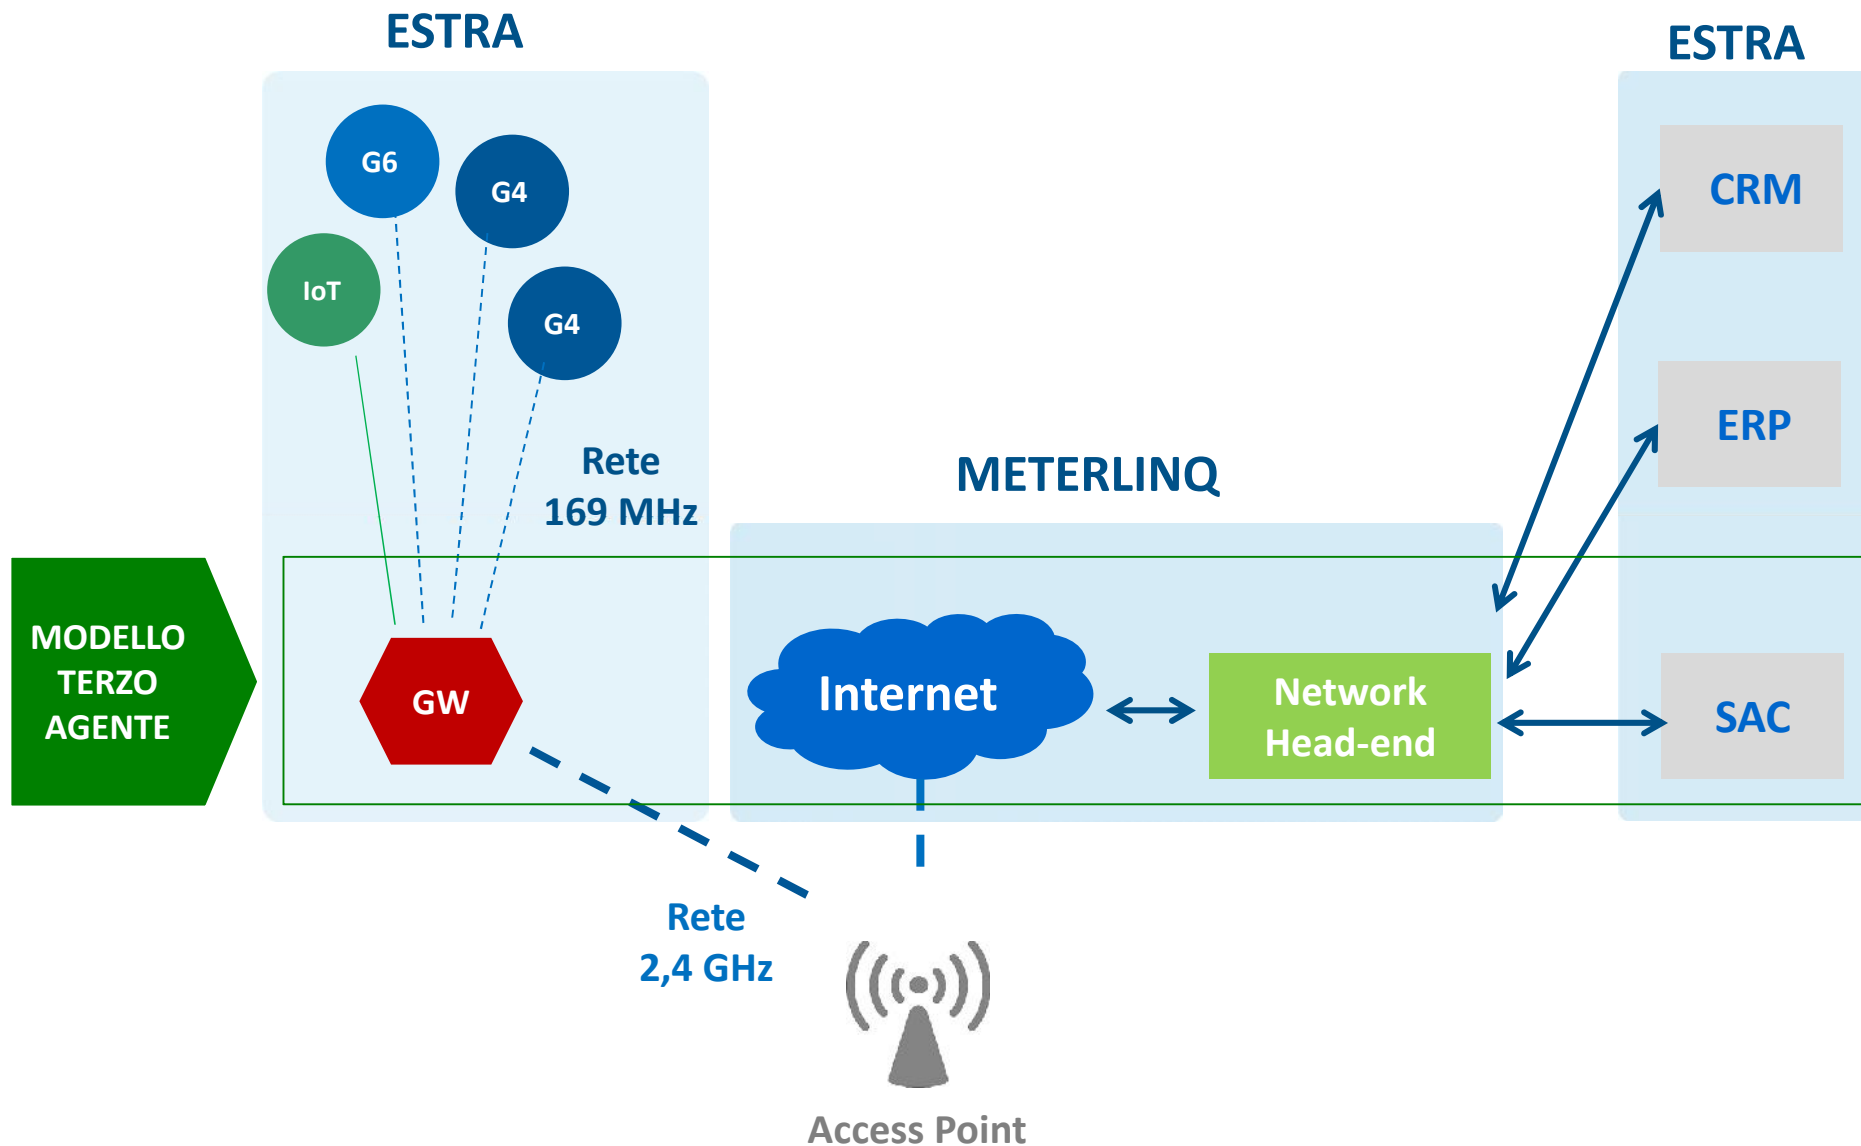 ESTRA
ESTRA
G6
G4
CRM
IoT
G4
ERP
Rete
169 MHz
METERLINQ
MODELLO
TERZO
AGENTE
GW
Internet
Network
Head-end
SAC
Rete
2,4 GHz
Access Point